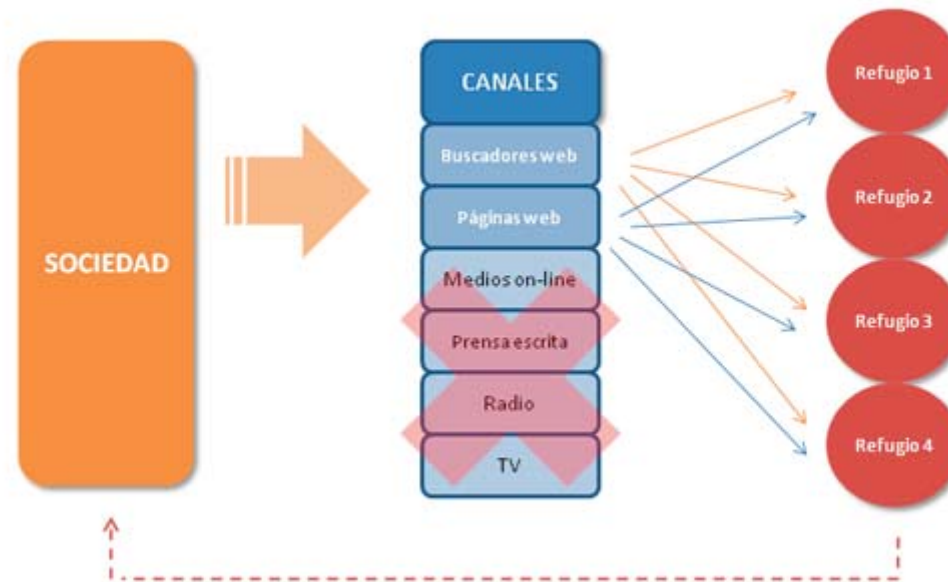 SOCIEDAD
CANALES
Buscadores web
Páginas web
Medios on-line
Prensa escrita
Radio
TV
Refugio 1
Refugio 2
Refugio 3
Refugio 4